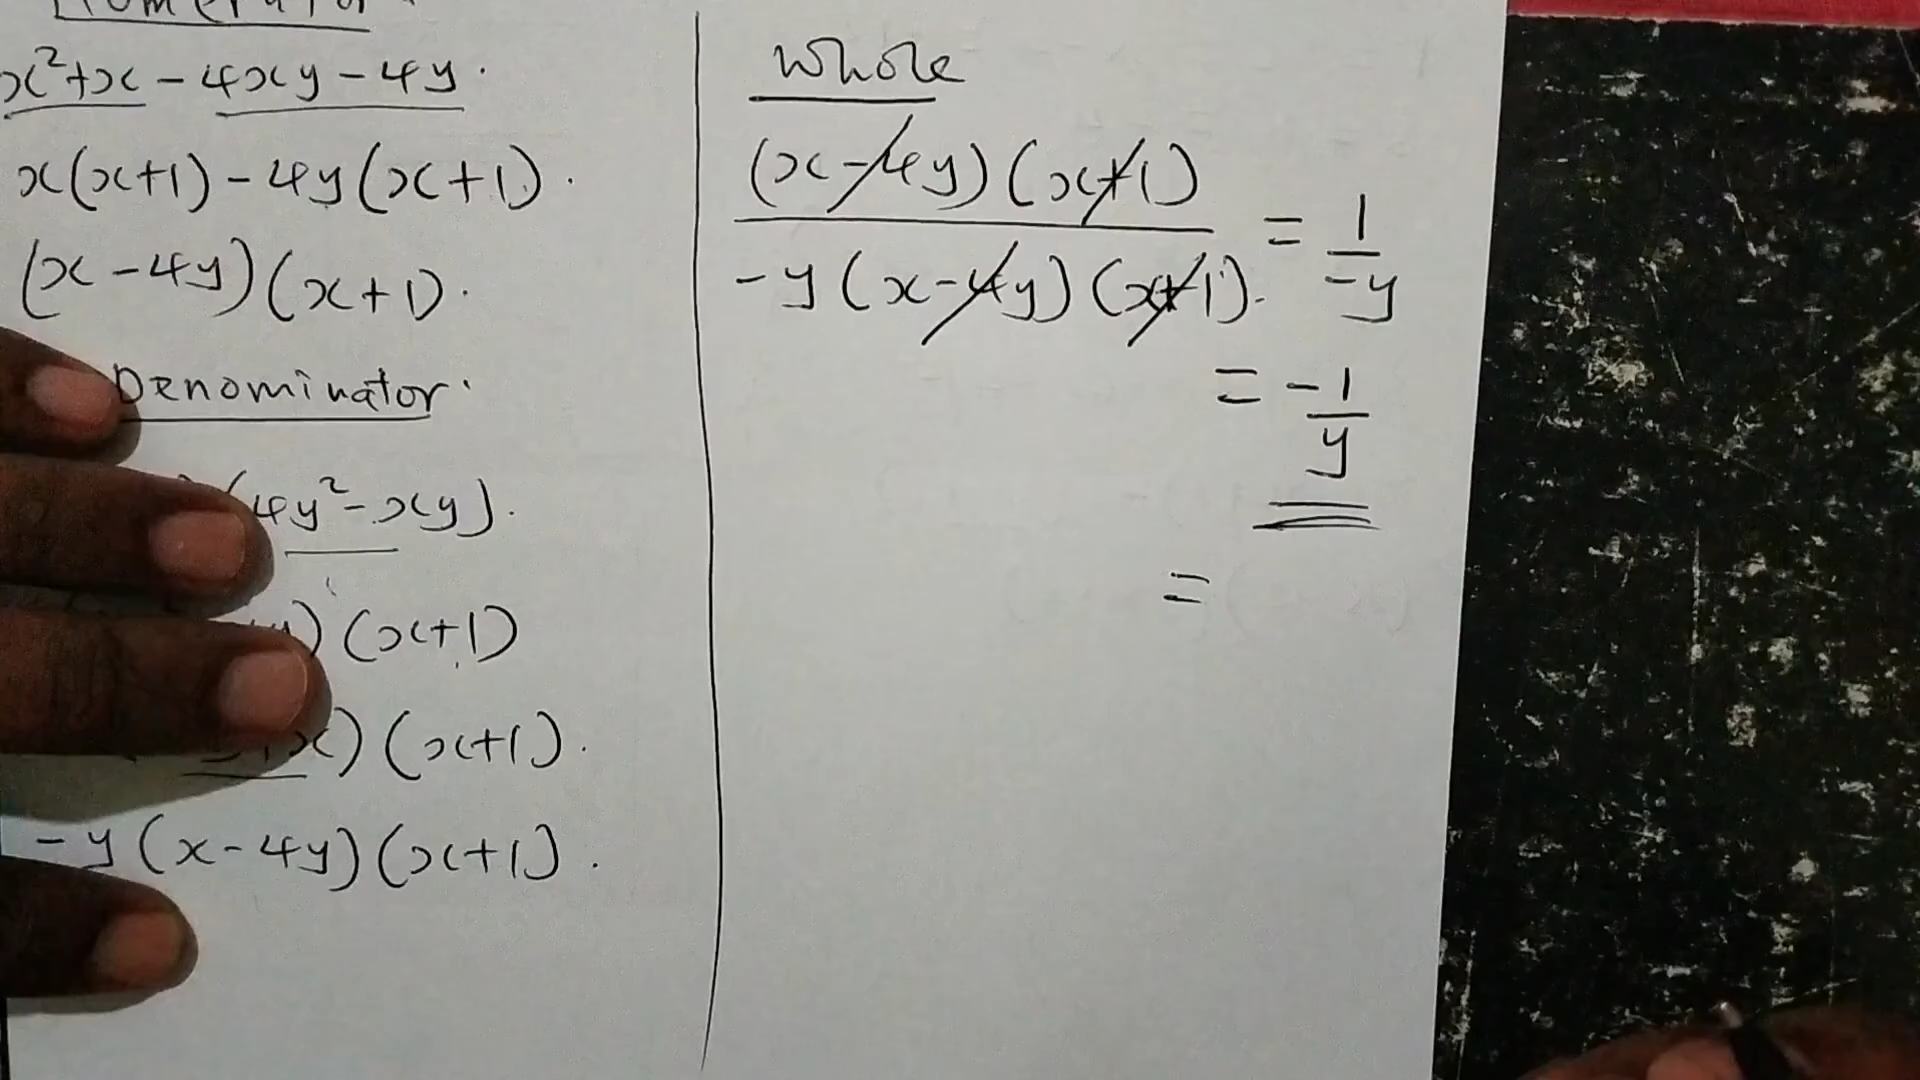 Numerator.
x²+x-4xy-4y.
x(x+1)-4y(x+1).
(x-4y)(x+1).
Denominator.
(4y²-xy).
)(x+1)
x)(x+1).
-y(x-4y)(x+1).
Whole
(x-4y)(x+1)
-y(x-4y)(x+1).
= 1
-y
= -1
y
=